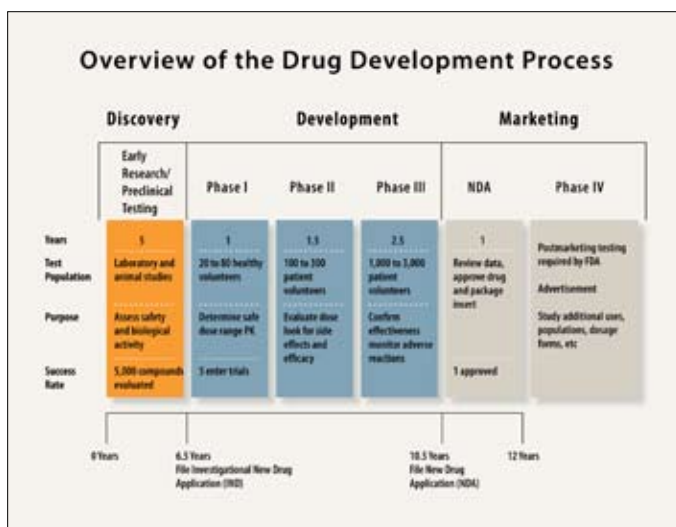 Overview of the Drug Development Process
Discovery
Development
Marketing
Early
Research/
Preclinical
Testing
Phase I
Phase II
Phase III
NDA
Phase IV
Years
5
1
1.5
2.5
1
Test
Population
Laboratory and
animal studies
20 to 80 healthy
volunteers
100 to 300
patient
volunteers
1,000 to 3,000
patient
volunteers
Review data,
approve drug
and package
insert
Postmarketing testing
required by FDA
Advertisement
Study additional uses,
populations, dosage
forms, etc
Purpose
Assess safety
and biological
activity
Determine safe
dose range PK
Evaluate dose
look for side
effects and
efficacy
Confirm
effectiveness
monitor adverse
reactions
Success
Rate
5,000 compounds
evaluated
5 enter trials
1 approved
0 Years
6.5 Years
File Investigational New Drug
Application (IND)
10.5 Years
File New Drug
Application (NDA)
12 Years